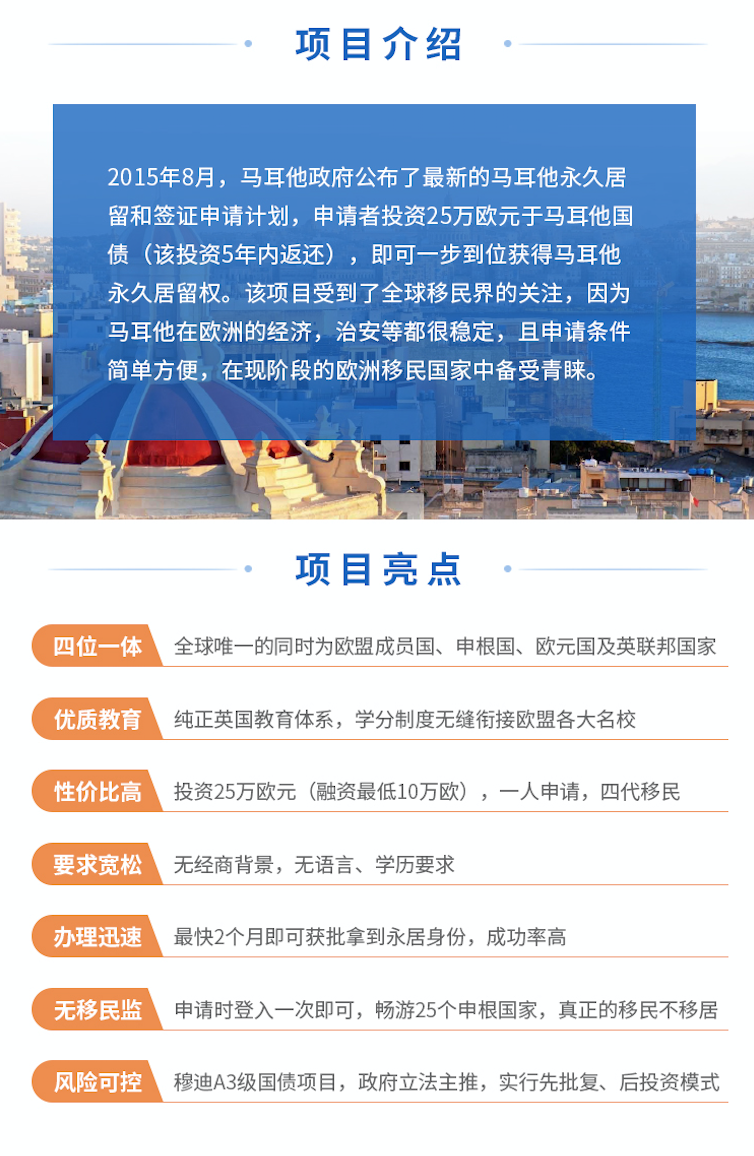 项目介绍
2015年8月，马耳他政府公布了最新的马耳他永久居
留和签证申请计划，申请者投资25万欧元于马耳他国
债（该投资5年内返还），即可一步到位获得马耳他
永久居留权。该项目受到了全球移民界的关注，因为
马耳他在欧洲的经济，治安等都很稳定，且申请条件
简单方便，在现阶段的欧洲移民国家中备受青睐。
项目亮点
四位一体 全球唯一的同时为欧盟成员国、申根国、欧元国及英联邦国家
优质教育 纯正英国教育体系，学分制度无缝衔接欧盟各大名校
性价比高 投资25万欧元（融资最低10万欧），一人申请，四代移民
要求宽松 无经商背景，无语言、学历要求
办理迅速 最快2个月即可获批拿到永居身份，成功率高
无移民监 申请时登入一次即可，畅游25个申根国家，真正的移民不移居
风险可控 穆迪A3级国债项目，政府立法主推，实行先批复、后投资模式